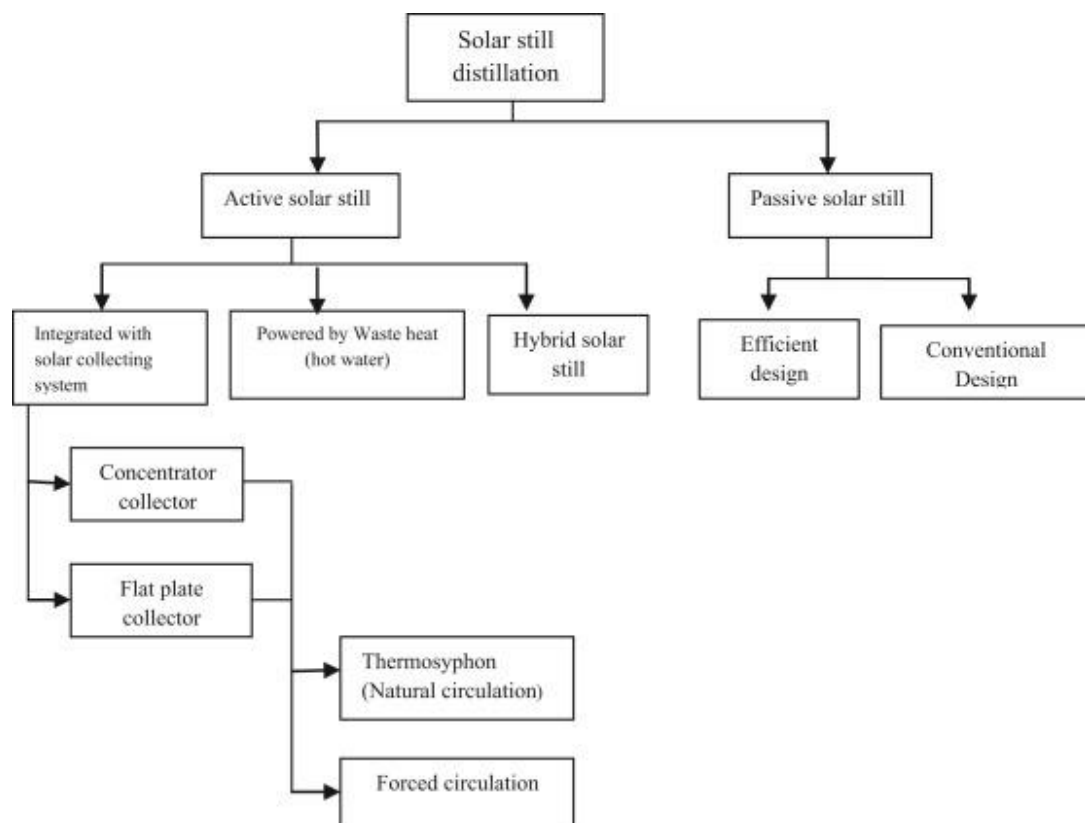 Solar still
distillation
Active solar still
Passive solar still
Integrated with
solar collecting
system
Powered by Waste heat
(hot water)
Hybrid solar
still
Efficient
design
Conventional
Design
Concentrator
collector
Flat plate
collector
Thermosyphon
(Natural circulation)
Forced circulation